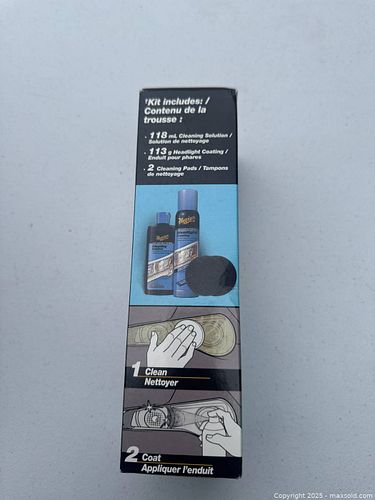 †Kit includes: /
Contenu de la
trousse :
• 118 mL Cleaning Solution /
Solution de nettoyage
• 113 g Headlight Coating /
Enduit pour phares
• 2 Cleaning Pads / Tampons
de nettoyage
1 Clean
Nettoyer
2 Coat
Appliquer l'enduit
© Copyright 2025 - maxsold.com